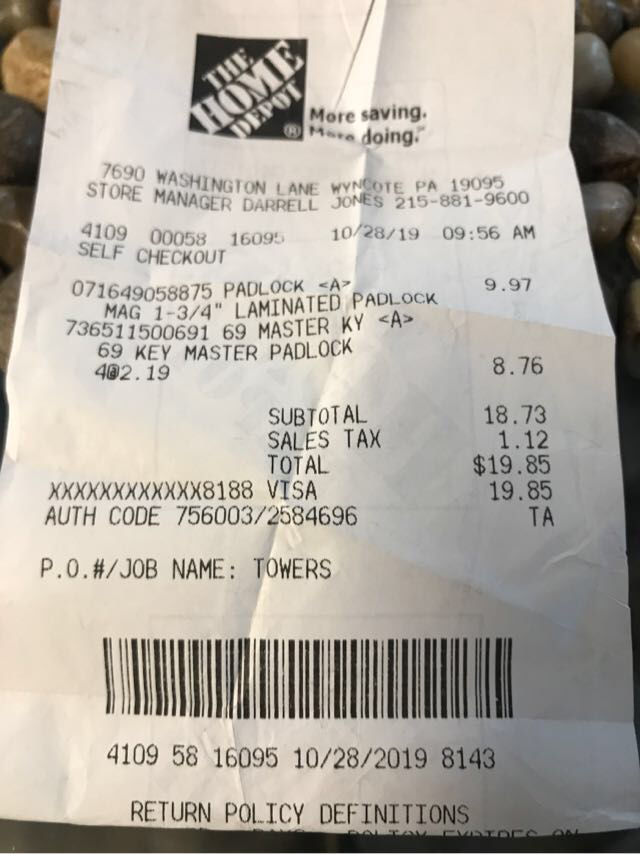 THE
HOME
DEPOT
®
More saving.
More doing.™
7690 WASHINGTON LANE WYNCOTE PA 19095
STORE MANAGER DARRELL JONES 215-881-9600
4109 00058 16095 10/28/19 09:56 AM
SELF CHECKOUT
071649058875 PADLOCK <A> 9.97
MAG 1-3/4" LAMINATED PADLOCK
736511500691 69 MASTER KY <A>
69 KEY MASTER PADLOCK
4@2.19 8.76
SUBTOTAL 18.73
SALES TAX 1.12
TOTAL $19.85
XXXXXXXXXXXX8188 VISA 19.85
AUTH CODE 756003/2584696 TA
P.O.#/JOB NAME: TOWERS
4109 58 16095 10/28/2019 8143
RETURN POLICY DEFINITIONS
POLICY EXPIRES ON